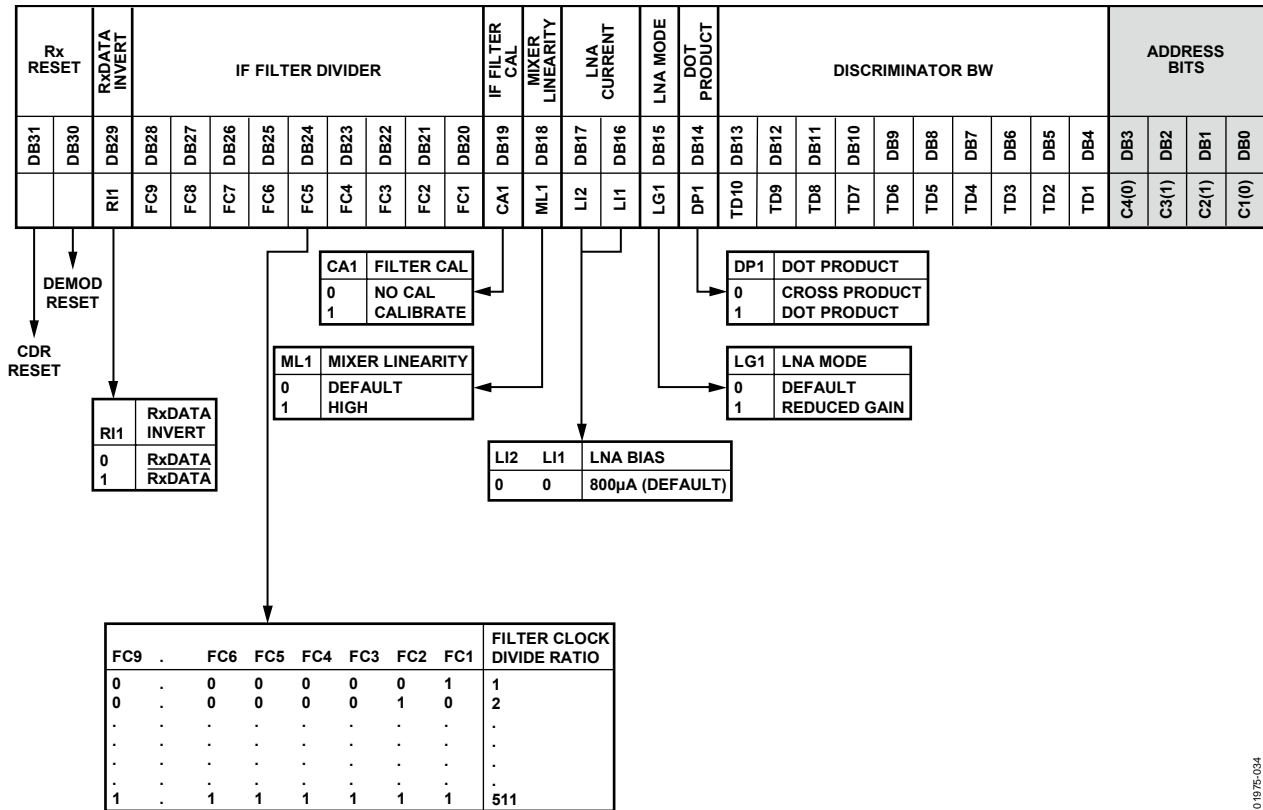 Rx RESET
RxDATA INVERT
IF FILTER DIVIDER
IF FILTER CAL
MIXER LINEARITY
LNA CURRENT
LNA MODE
DOT PRODUCT
DISCRIMINATOR BW
ADDRESS BITS
DB31 DB30 DB29 DB28 DB27 DB26 DB25 DB24 DB23 DB22 DB21 DB20 DB19 DB18 DB17 DB16 DB15 DB14 DB13 DB12 DB11 DB10 DB9 DB8 DB7 DB6 DB5 DB4 DB3 DB2 DB1 DB0
RI1 FC9 FC8 FC7 FC6 FC5 FC4 FC3 FC2 FC1 CA1 ML1 LI2 LI1 LG1 DP1 TD10 TD9 TD8 TD7 TD6 TD5 TD4 TD3 TD2 TD1 C4(0) C3(1) C2(1) C1(0)
DEMOD RESET
CDR RESET
CA1 FILTER CAL
0 NO CAL
1 CALIBRATE
DP1 DOT PRODUCT
0 CROSS PRODUCT
1 DOT PRODUCT
ML1 MIXER LINEARITY
0 DEFAULT
1 HIGH
LG1 LNA MODE
0 DEFAULT
1 REDUCED GAIN
RI1 RxDATA INVERT
0 RxDATA
1 R̅x̅D̅A̅T̅A̅
LI2 LI1 LNA BIAS
0 0 800µA (DEFAULT)
FC9 . FC6 FC5 FC4 FC3 FC2 FC1 FILTER CLOCK DIVIDE RATIO
0 . 0 0 0 0 0 1 1
0 . 0 0 0 0 1 0 2
. . . . . . . . .
. . . . . . . . .
. . . . . . . . .
. . . . . . . . .
1 . 1 1 1 1 1 1 511
01975-034